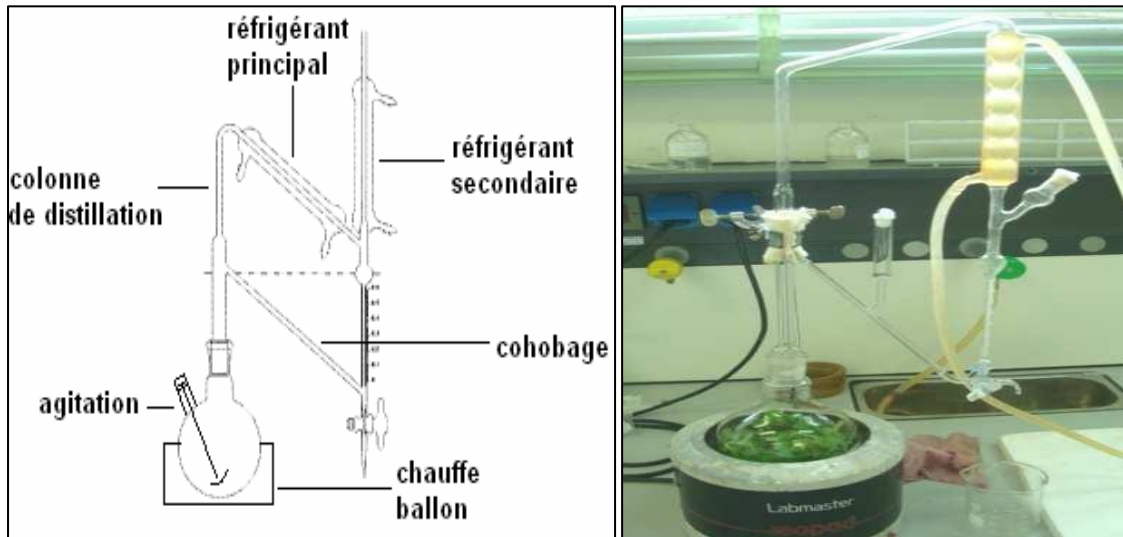 réfrigérant
principal
colonne
de distillation
réfrigérant
secondaire
cohobage
agitation
chauffe
ballon
Labmaster